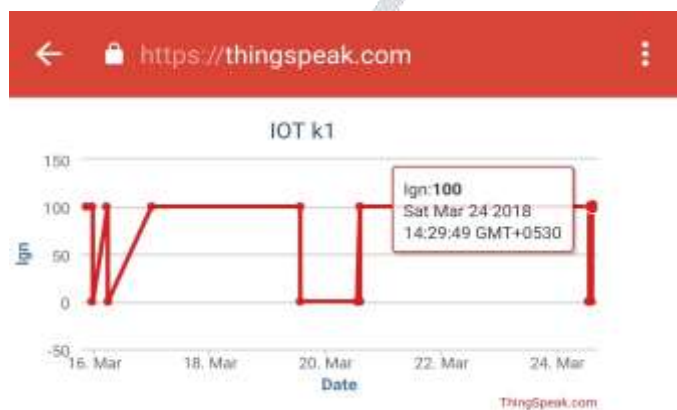 https://thingspeak.com
IOT k1
150
100
50
0
-50
Ign
Ign:100
Sat Mar 24 2018
14:29:49 GMT+0530
16. Mar
18. Mar
20. Mar
22. Mar
24. Mar
Date
ThingSpeak.com